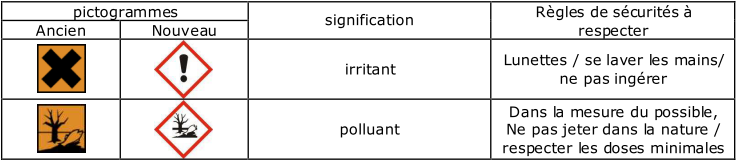 pictogrammes
Ancien
Nouveau
signification
Règles de sécurités à
respecter
irritant
Lunettes / se laver les mains/
ne pas ingérer
polluant
Dans la mesure du possible,
Ne pas jeter dans la nature /
respecter les doses minimales